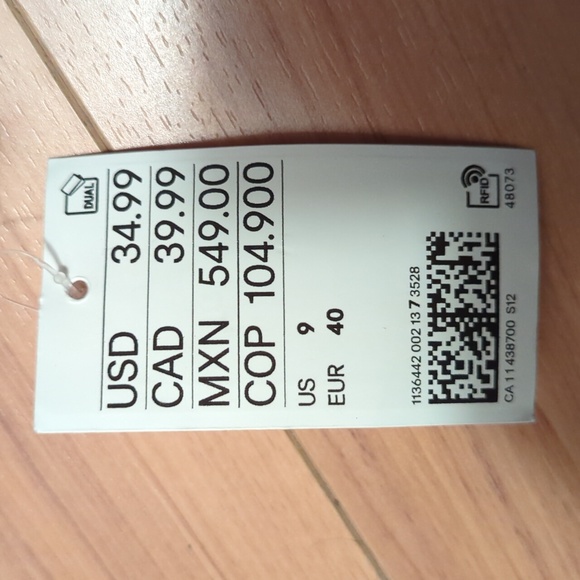 DUAL
USD 34.99
CAD 39.99
MXN 549.00
COP 104.900
US 9
EUR 40
RFID
1136442 002 13 7 3528
48073
CA 11 438700 S12